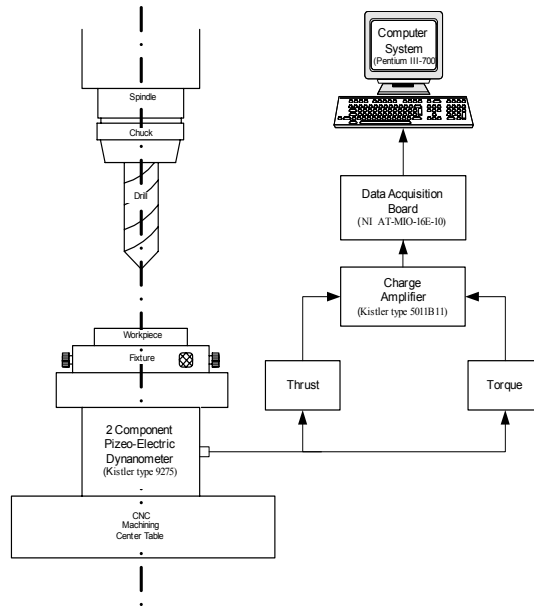 Spindle
Chuck
Drill
Workpiece
Fixture
2 Component
Pizeo-Electric
Dynanometer
(Kistler type 9275)
CNC
Machining
Center Table
Computer
System
(Pentium III-700)
Data Acquisition
Board
(NI AT-MIO-16E-10)
Charge
Amplifier
(Kistler type 5011B11)
Thrust
Torque